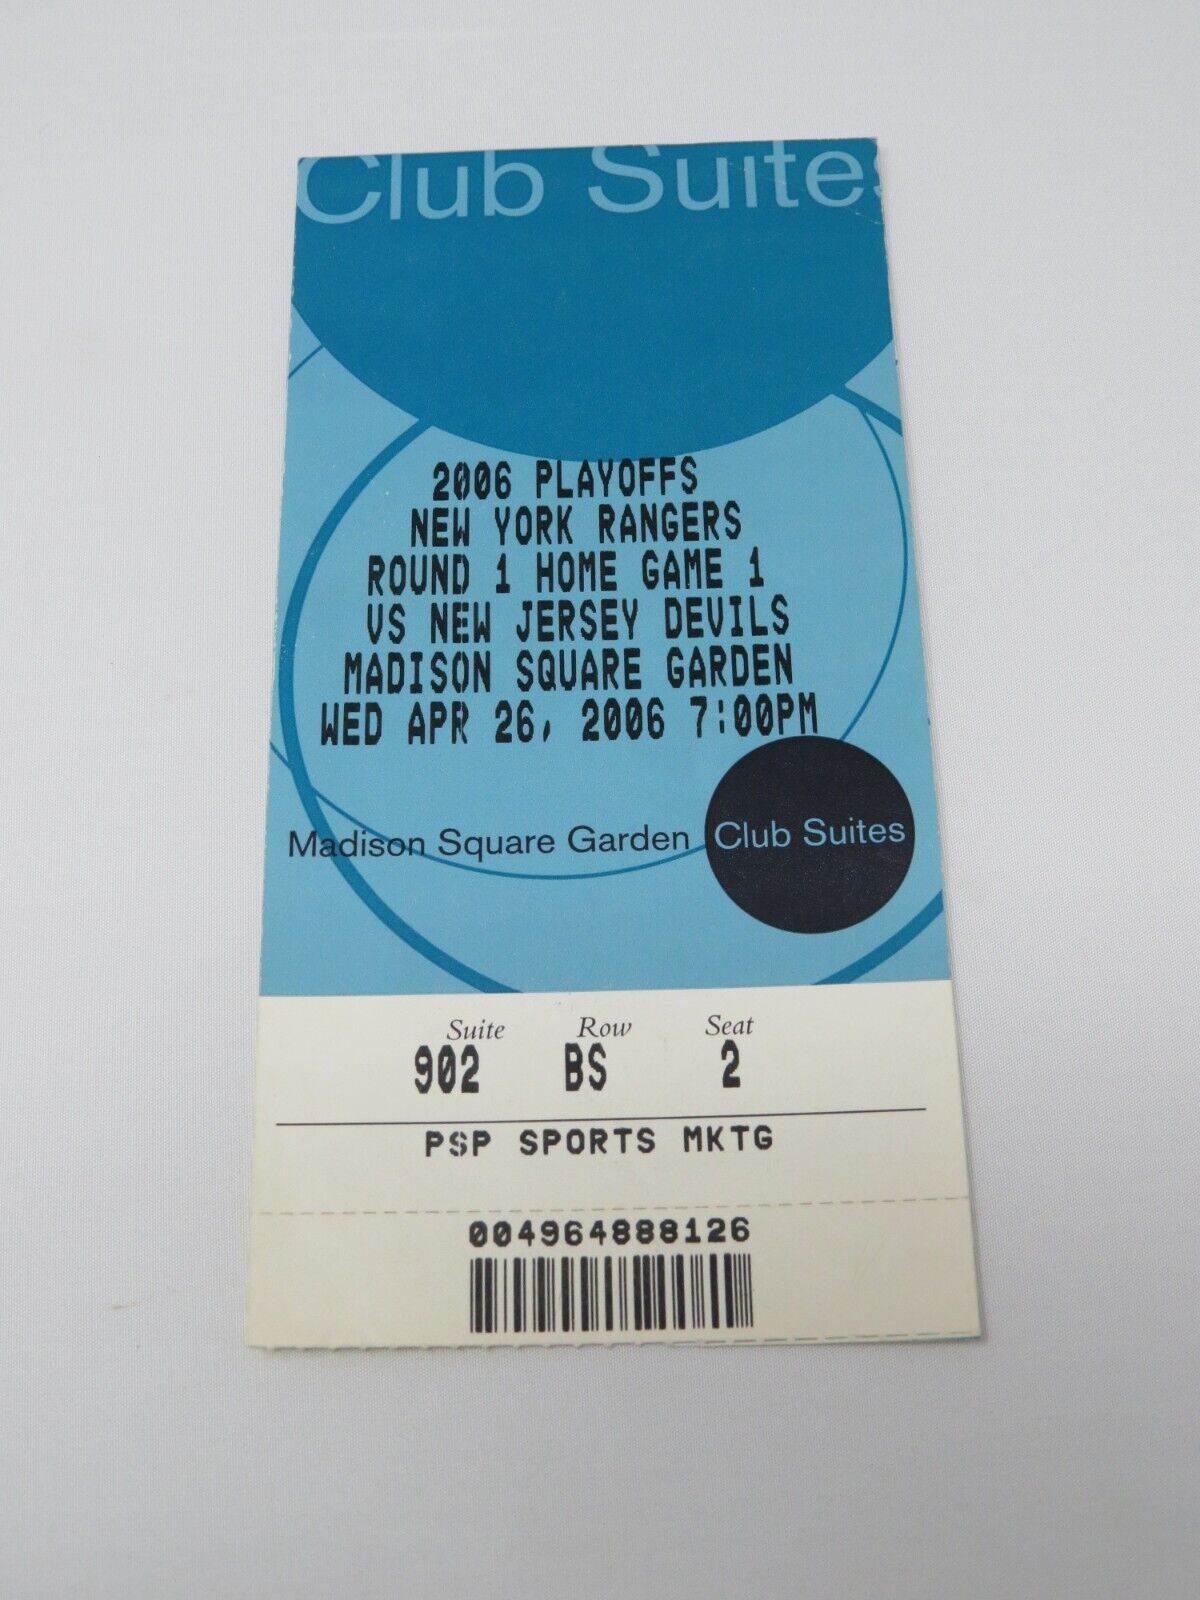 Club Suites
2006 PLAYOFFS
NEW YORK RANGERS
ROUND 1 HOME GAME 1
VS NEW JERSEY DEVILS
MADISON SQUARE GARDEN
WED APR 26, 2006 7:00PM
Madison Square Garden Club Suites
Suite Row Seat
902 BS 2
PSP SPORTS MKTG
004964888126